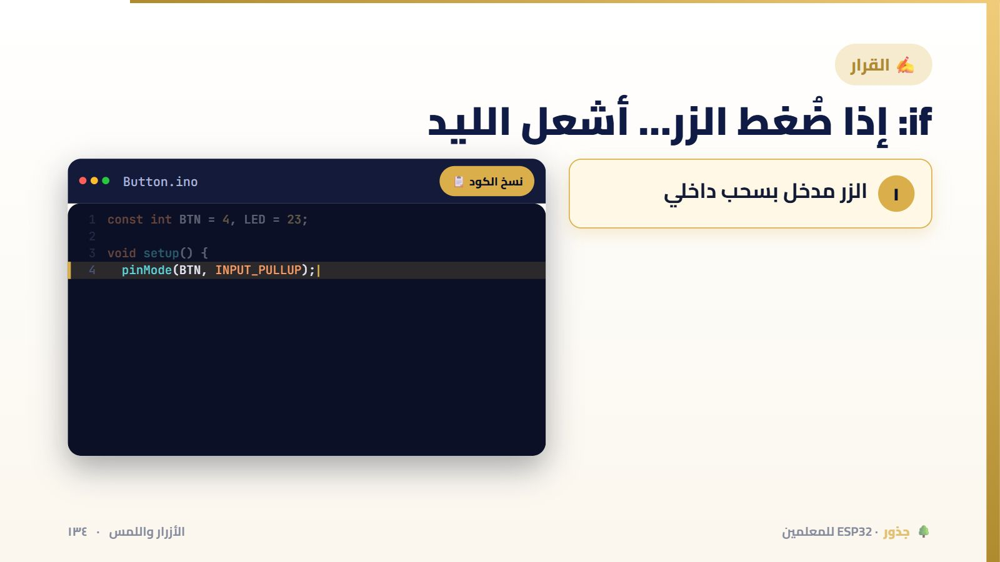 ✍️ القرار
if: إذا ضُغط الزر... أشعل الليد
١ الزر مدخل بسحب داخلي
Button.ino
نسخ الكود 📋
1 const int BTN = 4, LED = 23;
2
3 void setup() {
4 pinMode(BTN, INPUT_PULLUP);
🌳 جذور · ESP32 للمعلمين
الأزرار واللمس · ١٣٤